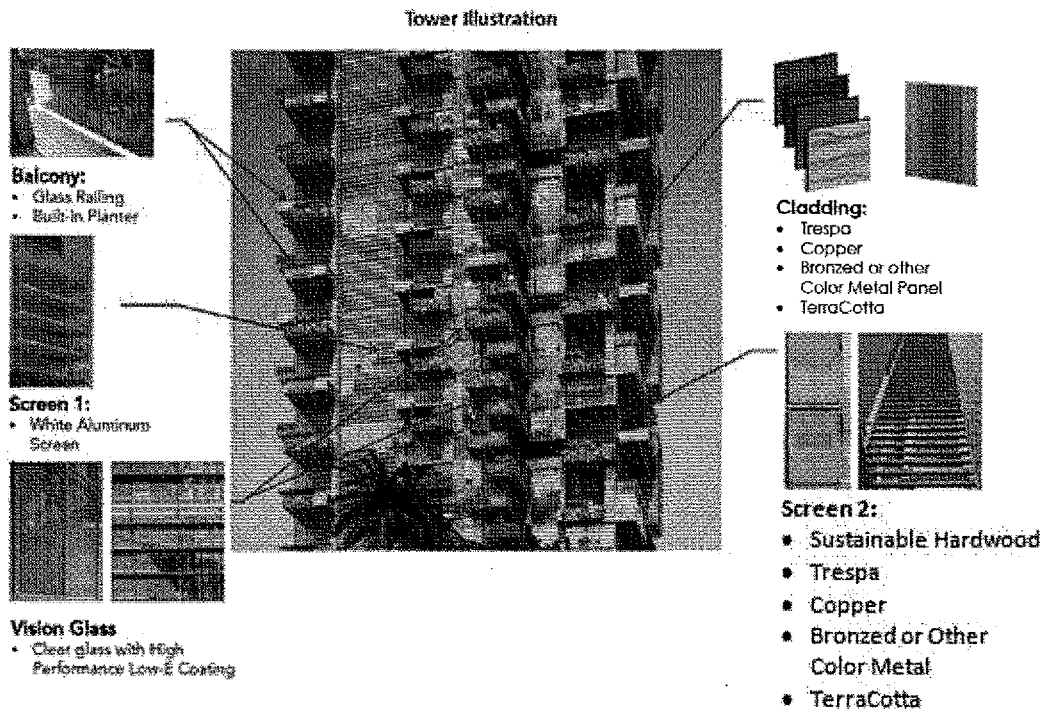 Tower Illustration
Balcony:
• Glass Railing
• Built-In Planter
Screen 1:
• White Aluminum
Screen
Vision Glass
• Clear glass with High
Performance Low-E Coating
Cladding:
• Trespa
• Copper
• Bronzed or other
Color Metal Panel
• TerraCotta
Screen 2:
• Sustainable Hardwood
• Trespa
• Copper
• Bronzed or Other
Color Metal
• TerraCotta